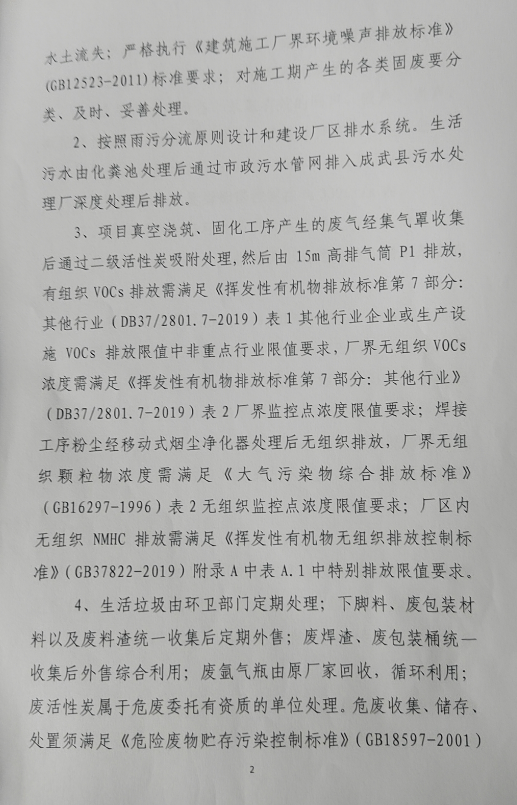 水土流失；严格执行《建筑施工厂界环境噪声排放标准》
(GB12523-2011)标准要求；对施工期产生的各类固废要分
类、及时、妥善处理。
2、按照雨污分流原则设计和建设厂区排水系统。生活
污水由化粪池处理后通过市政污水管网排入成武县污水处
理厂深度处理后排放。
3、项目真空浇筑、固化工序产生的废气经集气罩收集
后通过二级活性炭吸附处理,然后由 15m 高排气筒 P1 排放,
有组织 VOCs 排放需满足《挥发性有机物排放标准第 7 部分：
其他行业（DB37/2801.7-2019）表 1 其他行业企业或生产设
施 VOCs 排放限值中非重点行业限值要求，厂界无组织 VOCs
浓度需满足《挥发性有机物排放标准第 7 部分：其他行业》
（DB37/2801.7-2019）表 2 厂界监控点浓度限值要求；焊接
工序粉尘经移动式烟尘净化器处理后无组织排放，厂界无组
织颗粒物浓度需满足《大气污染物综合排放标准》
（GB16297-1996）表 2 无组织监控点浓度限值要求；厂区内
无组织 NMHC 排放需满足《挥发性有机物无组织排放控制标
准》(GB37822-2019）附录 A 中表 A.1 中特别排放限值要求。
4、生活垃圾由环卫部门定期处理；下脚料、废包装材
料以及废料渣统一收集后定期外售；废焊渣、废包装桶统一
收集后外售综合利用；废氩气瓶由原厂家回收，循环利用；
废活性炭属于危废委托有资质的单位处理。危废收集、储存、
处置须满足《危险废物贮存污染控制标准》(GB18597-2001)
2